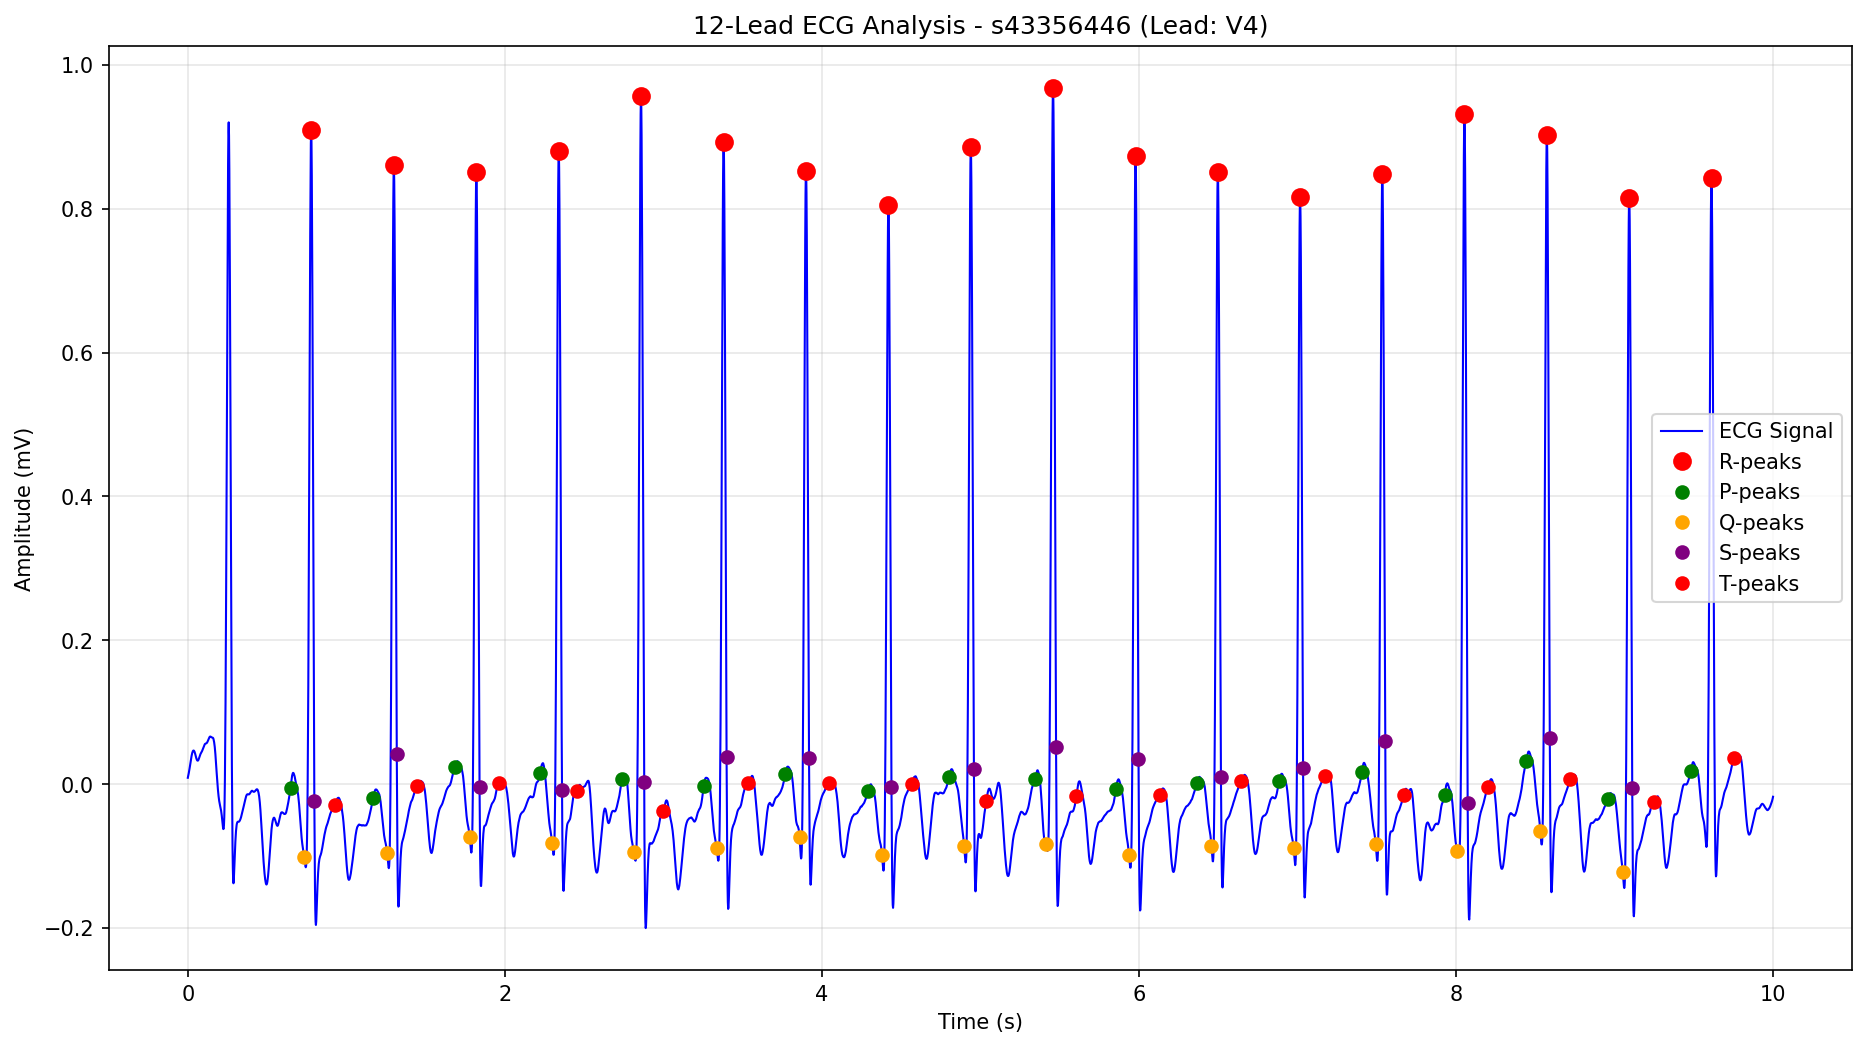 12-Lead ECG Analysis - s43356446 (Lead: V4)
Amplitude (mV)
1.0
0.8
0.6
0.4
0.2
0.0
−0.2
ECG Signal
R-peaks
P-peaks
Q-peaks
S-peaks
T-peaks
0 2 4 6 8 10
Time (s)